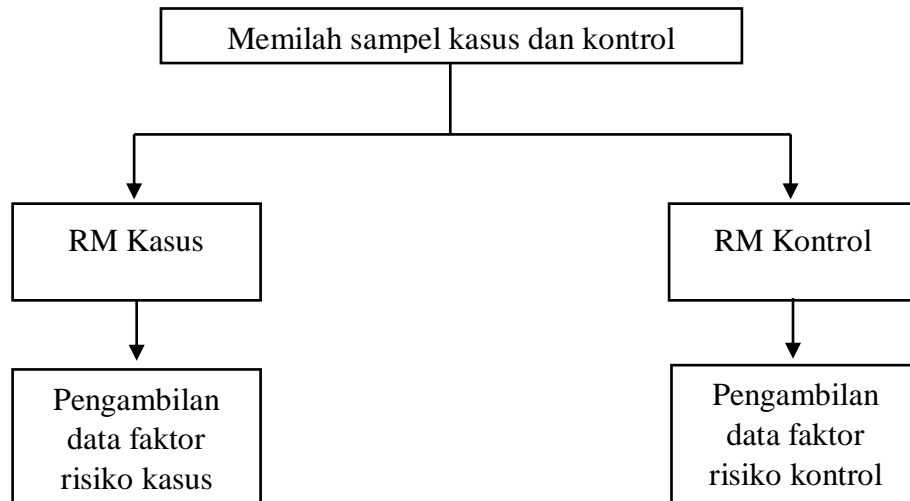 Memilah sampel kasus dan kontrol
RM Kasus
RM Kontrol
Pengambilan
data faktor
risiko kasus
Pengambilan
data faktor
risiko kontrol